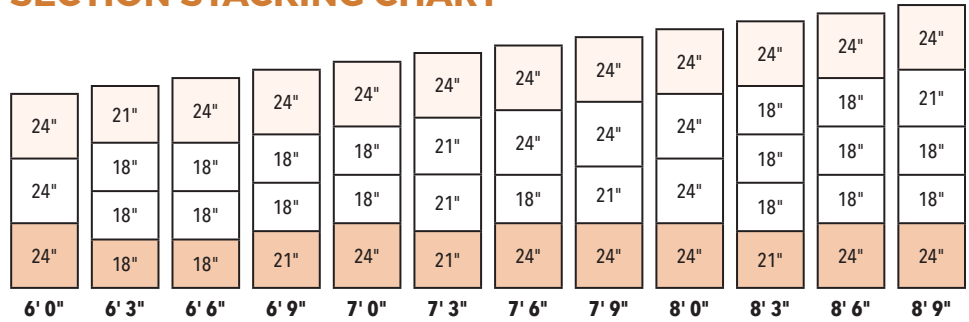 SECTION STACKING CHART
24" 24" 24" 6' 0"
21" 18" 18" 18" 6' 3"
24" 18" 18" 18" 6' 6"
24" 18" 18" 21" 6' 9"
24" 18" 18" 24" 7' 0"
24" 21" 21" 21" 7' 3"
24" 24" 18" 24" 7' 6"
24" 24" 21" 24" 7' 9"
24" 24" 24" 24" 8' 0"
24" 18" 18" 18" 21" 8' 3"
24" 18" 18" 18" 24" 8' 6"
24" 21" 18" 18" 24" 8' 9"